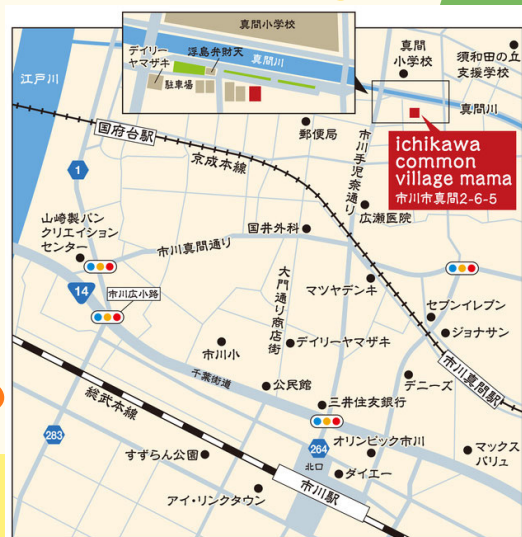 真間小学校
デイリー
ヤマザキ
浮島弁財天
真間川
駐車場
真間
小学校
須和田の丘
支援学校
江戸川
真間川
国府台駅
郵便局
京成本線
市川手児奈通り
ichikawa
common
village mama
市川市真間2-6-5
1
山崎製パン
クリエイション
センター
国井外科
広瀬医院
市川真間通り
14
市川広小路
大門通り商店街
マツヤデンキ
セブンイレブン
ジョナサン
市川小
デイリーヤマザキ
市川真間駅
千葉街道
公民館
デニーズ
総武本線
三井住友銀行
283
すずらん公園
264
オリンピック市川
マックス
バリュ
北口
ダイエー
アイ・リンクタウン
市川駅